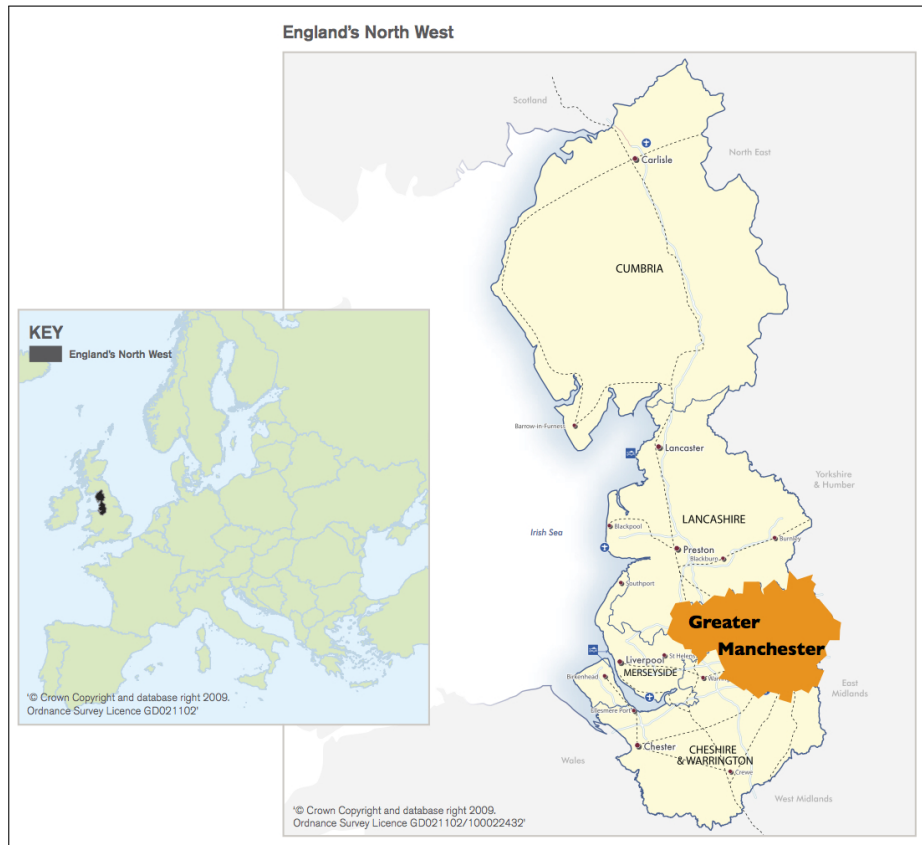 England's North West
Scotland
North East
Carlisle
CUMBRIA
KEY
England's North West
Barrow-in-Furness
Lancaster
Yorkshire
& Humber
Irish Sea
LANCASHIRE
Blackpool
Preston
Burnley
Blackburn
Southport
Greater
Manchester
St Helens
Liverpool
MERSEYSIDE
Birkenhead
East
Midlands
Ellesmere Port
Chester
CHESHIRE
& WARRINGTON
Wales
Crewe
West Midlands
'© Crown Copyright and database right 2009.
Ordnance Survey Licence GD021102'
'© Crown Copyright and database right 2009.
Ordnance Survey Licence GD021102/100022432'